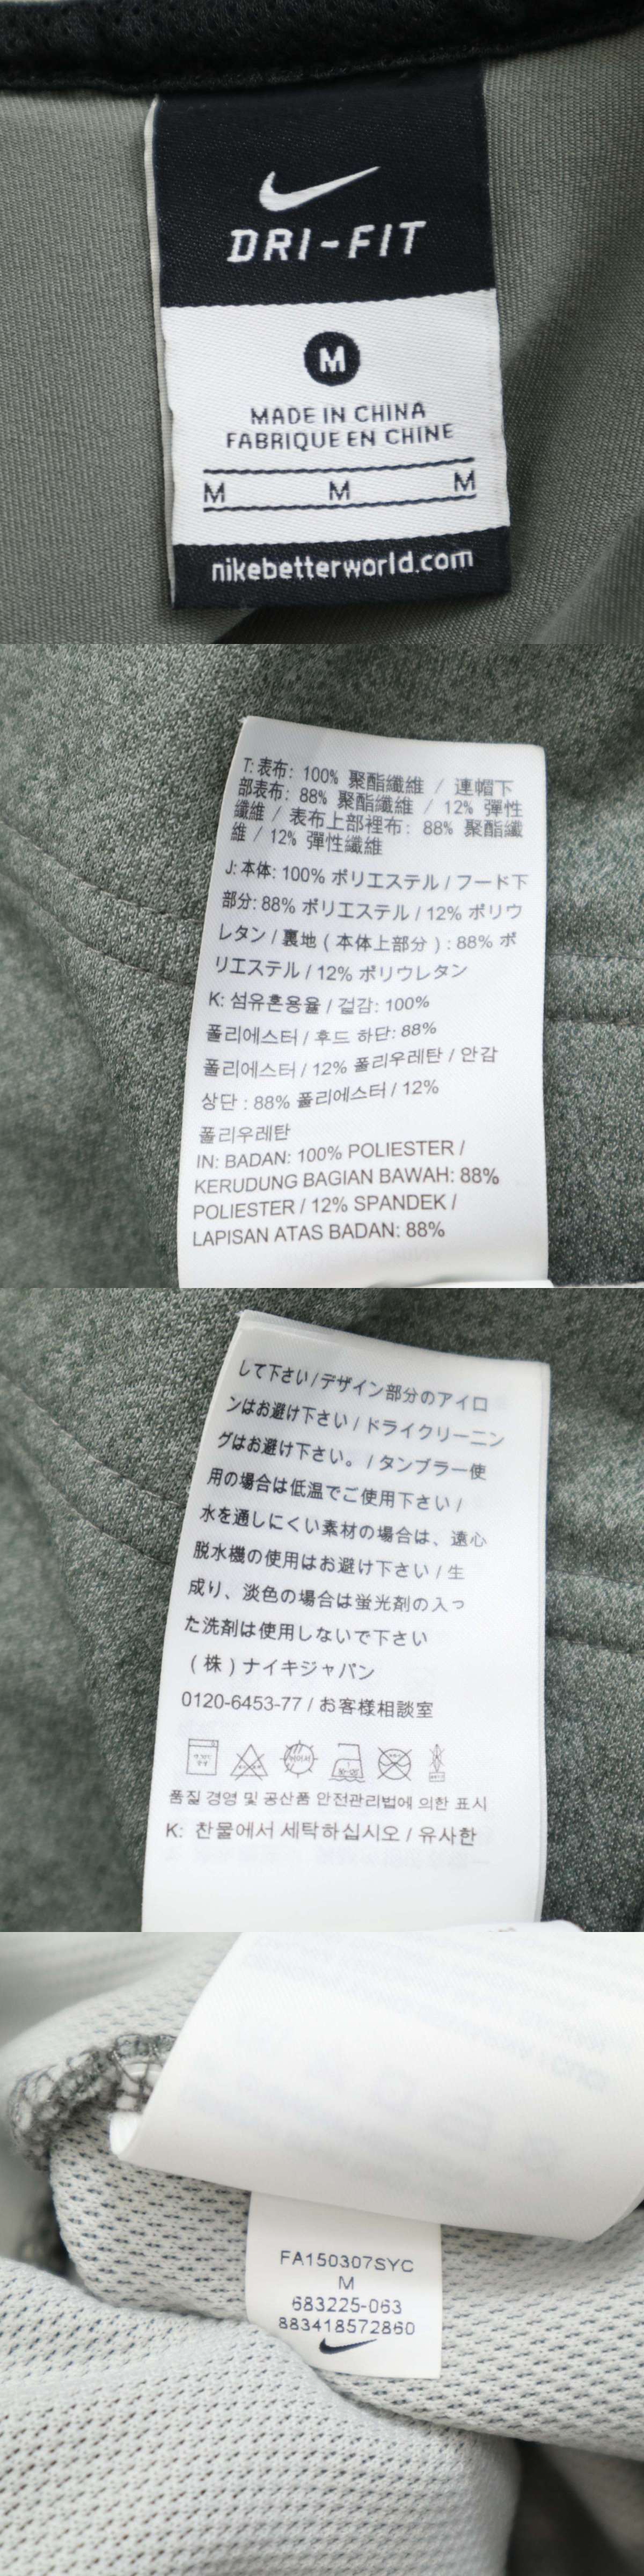 DRI-FIT
M
MADE IN CHINA
FABRIQUE EN CHINE
M M M
nikebetterworld.com
T: 表布: 100% 聚酯纖維 / 連帽下
部表布: 88% 聚酯纖維 / 12% 彈性
纖維 / 表布上部裡布: 88% 聚酯纖
維 / 12% 彈性纖維
J: 本体: 100% ポリエステル / フード下
部分: 88% ポリエステル / 12% ポリウ
レタン / 裏地 ( 本体上部分 ) : 88% ポ
リエステル / 12% ポリウレタン
K: 섬유혼용율 / 겉감: 100%
폴리에스터 / 후드 하단: 88%
폴리에스터 / 12% 폴리우레탄 / 안감
상단 : 88% 폴리에스터 / 12%
폴리우레탄
IN: BADAN: 100% POLIESTER /
KERUDUNG BAGIAN BAWAH: 88%
POLIESTER / 12% SPANDEK /
LAPISAN ATAS BADAN: 88%
して下さい / デザイン部分のアイロ
ンはお避け下さい / ドライクリーニン
グはお避け下さい。 / タンブラー使
用の場合は低温でご使用下さい /
水を通しにくい素材の場合は、遠心
脱水機の使用はお避け下さい / 生
成り、淡色の場合は蛍光剤の入っ
た洗剤は使用しないで下さい
( 株 ) ナイキジャパン
0120-6453-77 / お客様相談室
품질 경영 및 공산품 안전관리법에 의한 표시
K: 찬물에서 세탁하십시오 / 유사한
FA150307SYC
M
683225-063
883418572860